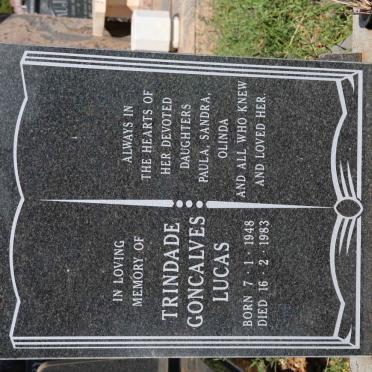 IN LOVING
MEMORY OF
TRINDADE
GONCALVES
LUCAS
BORN 7 · 1 · 1948
DIED 16 · 2 · 1983
ALWAYS IN
THE HEARTS OF
HER DEVOTED
DAUGHTERS
PAULA, SANDRA,
OLINDA
AND ALL WHO KNEW
AND LOVED HER.